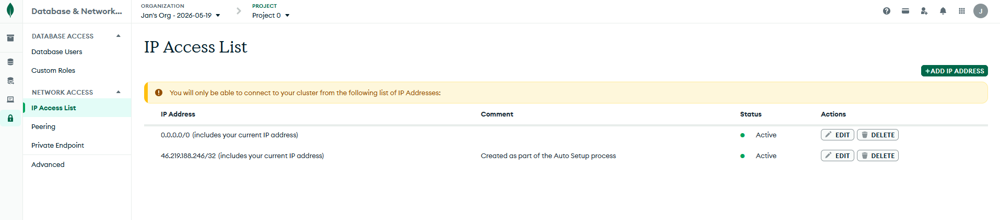 Database & Network...
ORGANIZATION
Jan's Org - 2026-05-19
PROJECT
Project 0
J
DATABASE ACCESS
Database Users
Custom Roles
NETWORK ACCESS
IP Access List
Peering
Private Endpoint
Advanced
IP Access List
+ADD IP ADDRESS
You will only be able to connect to your cluster from the following list of IP Addresses:
IP Address Comment Status Actions
0.0.0.0/0 (includes your current IP address) Active EDIT DELETE
46.219.188.246/32 (includes your current IP address) Created as part of the Auto Setup process Active EDIT DELETE